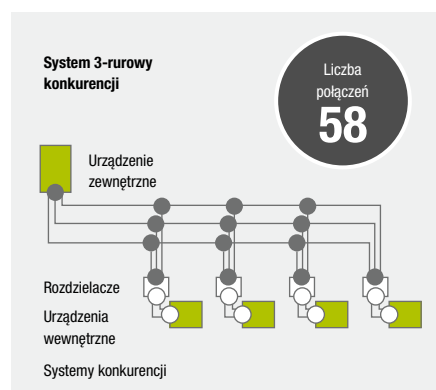 System 3-rurowy
konkurencji
Liczba
połączeń
58
Urządzenie
zewnętrzne
Rozdzielacze
Urządzenia
wewnętrzne
Systemy konkurencji